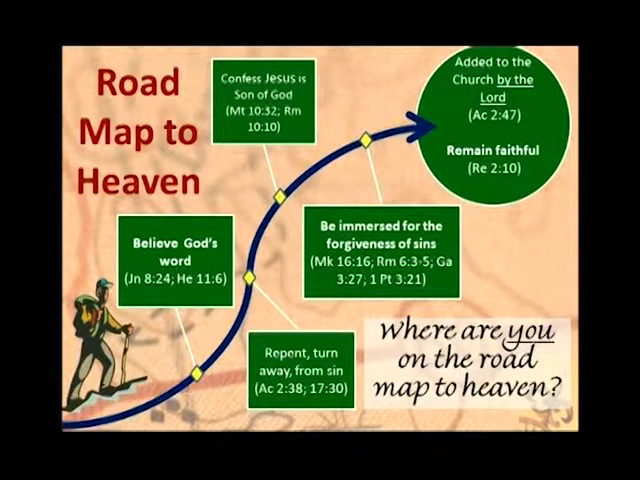 Road
Map to
Heaven
Confess JESUS is
Son of God
(Mt 10:32; Rm
10:10)
Added to the
Church by the
Lord
(Ac 2:47)
Remain faithful
(Re 2:10)
Believe God's
word
(Jn 8:24; He 11:6)
Be immersed for the
forgiveness of sins
(Mk 16:16; Rm 6:3-5; Ga
3:27; 1 Pt 3:21)
Repent, turn
away, from sin
(Ac 2:38; 17:30)
Where are you
on the road
map to heaven?